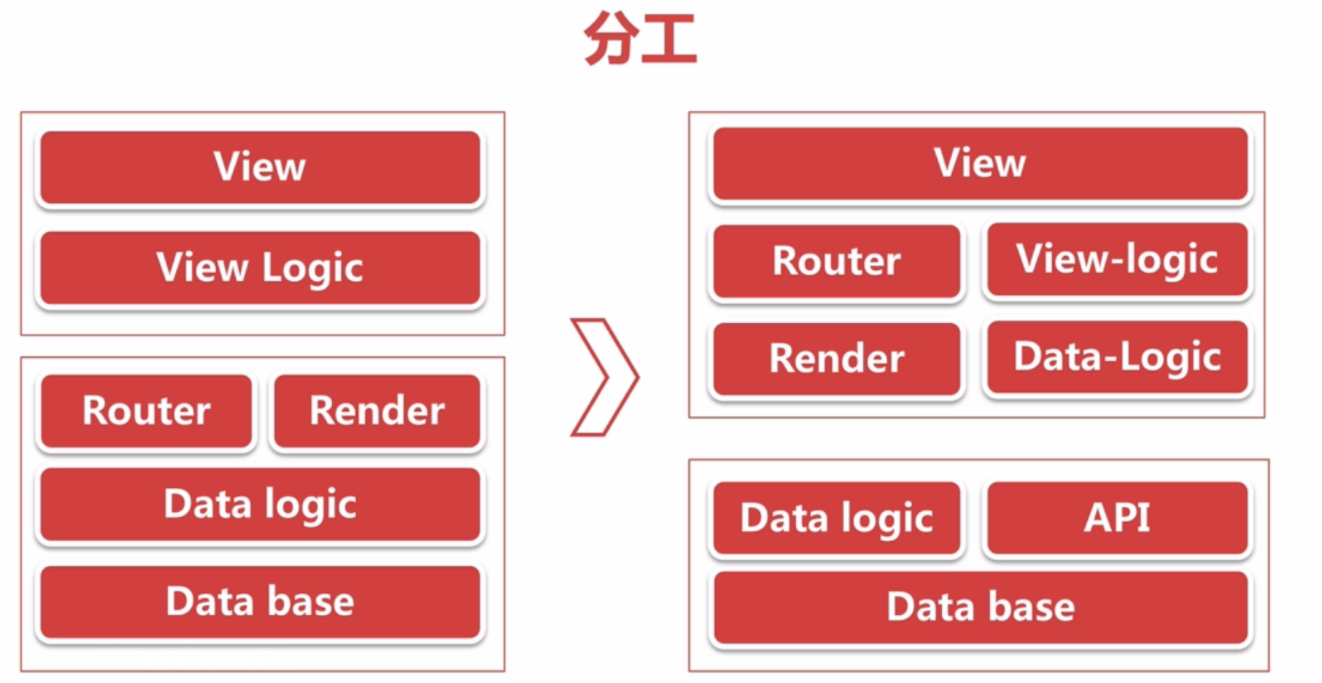 分工
View
View Logic
Router
Render
Data logic
Data base
View
Router
View-logic
Render
Data-Logic
Data logic
API
Data base